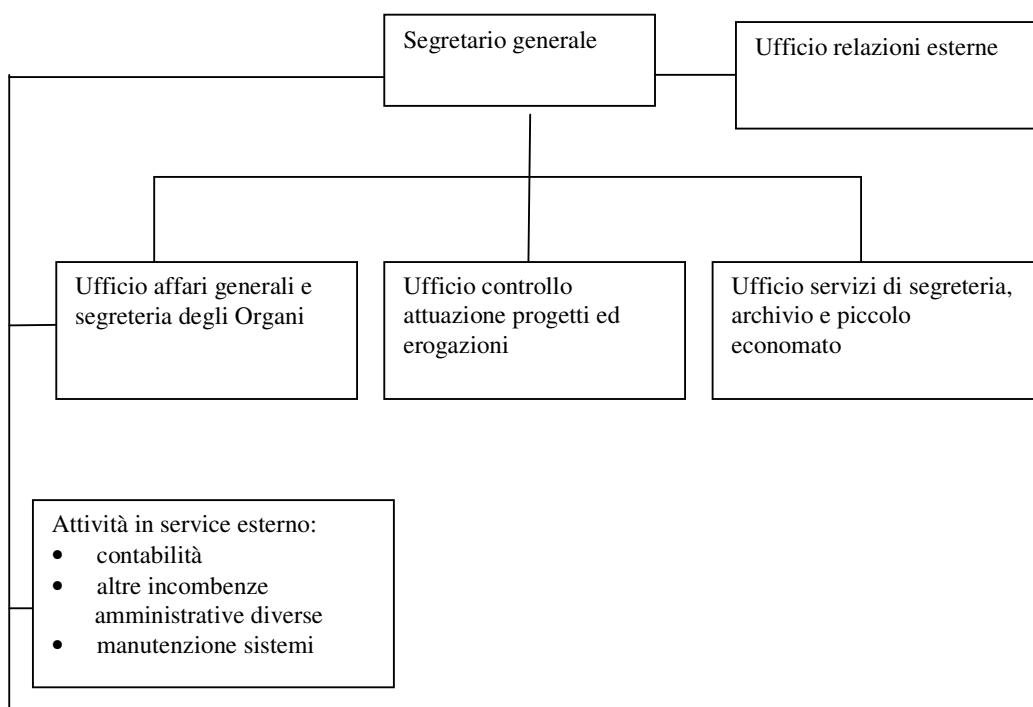 Segretario generale
Ufficio relazioni esterne
Ufficio affari generali e
segreteria degli Organi
Ufficio controllo
attuazione progetti ed
erogazioni
Ufficio servizi di segreteria,
archivio e piccolo
economato
Attività in service esterno:
• contabilità
• altre incombenze
amministrative diverse
• manutenzione sistemi